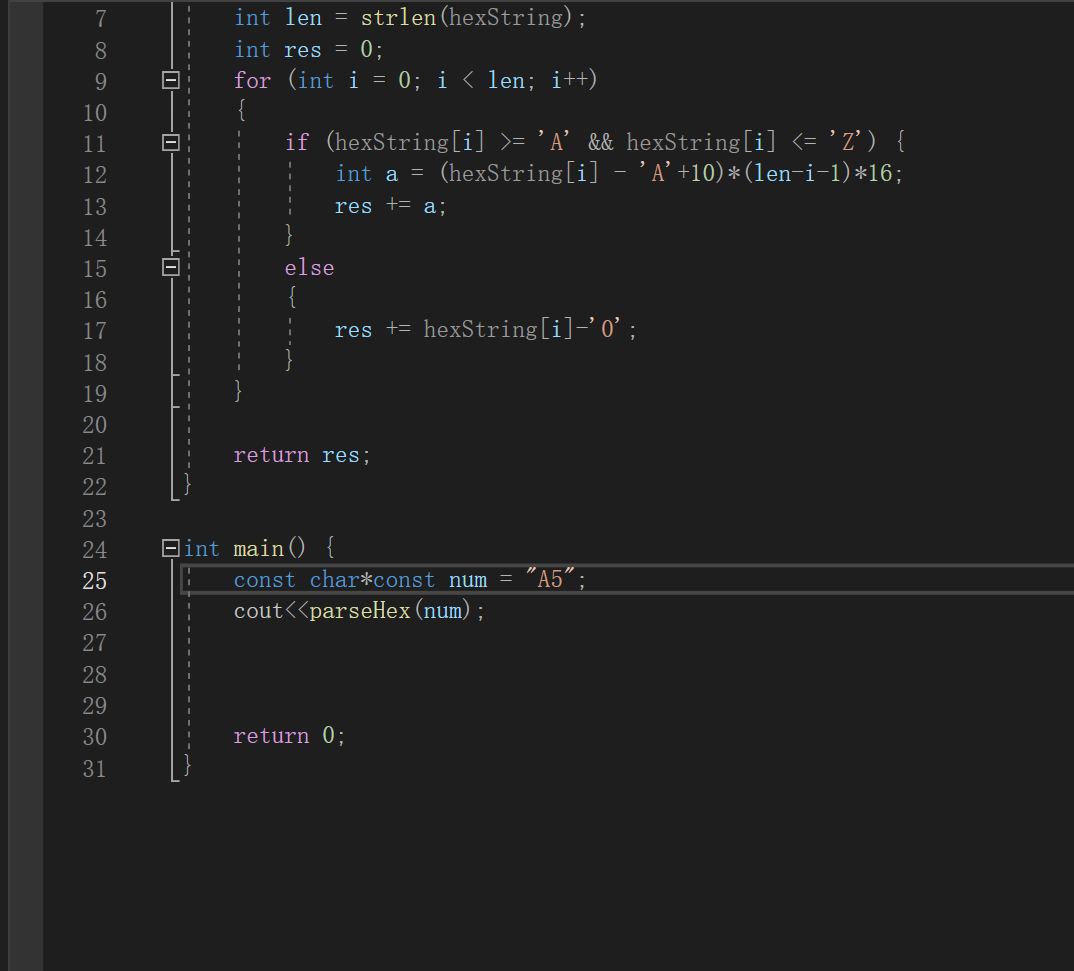 7 int len = strlen(hexString);
8 int res = 0;
9 for (int i = 0; i < len; i++)
10 {
11 if (hexString[i] >= 'A' && hexString[i] <= 'Z') {
12 int a = (hexString[i] - 'A'+10)*(len-i-1)*16;
13 res += a;
14 }
15 else
16 {
17 res += hexString[i]-'0';
18 }
19 }
20
21 return res;
22 }
23
24 int main() {
25 const char*const num = "A5";
26 cout<<parseHex(num);
27
28
29
30 return 0;
31 }